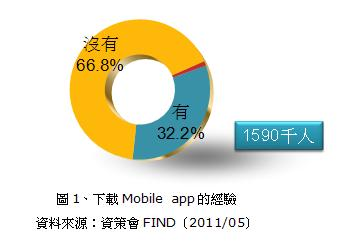 沒有
66.8%
有
32.2%
1590千人
圖 1、下載 Mobile app 的經驗
資料來源：資策會 FIND〔2011/05〕